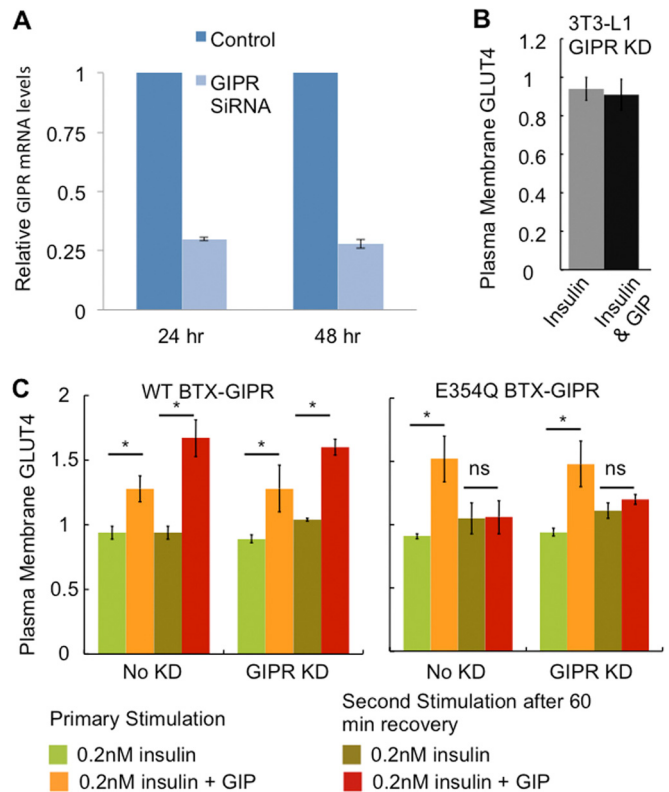 A
Control
GIPR
SiRNA
Relative GIPR mRNA levels
1
0.75
0.5
0.25
0
24 hr
48 hr
B
3T3-L1
GIPR KD
Plasma Membrane GLUT4
1.2
1
0.8
0.6
0.4
0.2
0
Insulin
Insulin
& GIP
C
WT BTX-GIPR
Plasma Membrane GLUT4
2
1.5
1
0.5
0
*
*
*
*
No KD
GIPR KD
E354Q BTX-GIPR
*
ns
*
ns
No KD
GIPR KD
Primary Stimulation
0.2nM insulin
0.2nM insulin + GIP
Second Stimulation after 60
min recovery
0.2nM insulin
0.2nM insulin + GIP